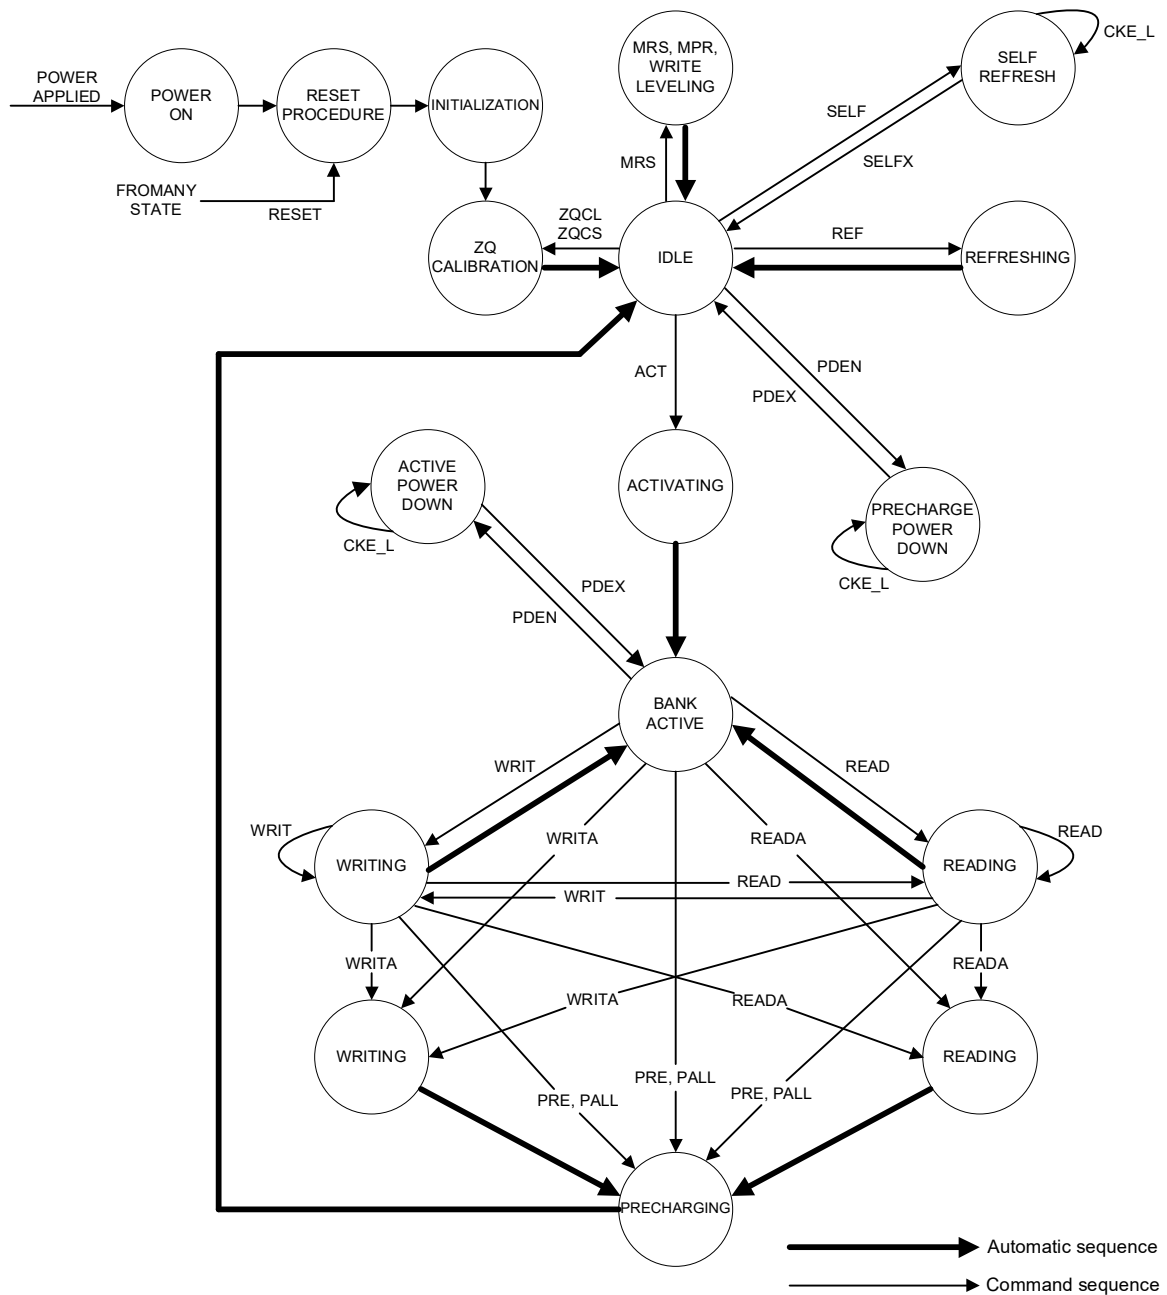 POWER
APPLIED
POWER
ON
RESET
PROCEDURE
INITIALIZATION
MRS, MPR,
WRITE
LEVELING
SELF
REFRESH
CKE_L
FROMANY
STATE
RESET
MRS
SELF
SELFX
ZQCL
ZQCS
ZQ
CALIBRATION
IDLE
REF
REFRESHING
ACT
PDEN
PDEX
ACTIVE
POWER
DOWN
CKE_L
ACTIVATING
PRECHARGE
POWER
DOWN
CKE_L
PDEX
PDEN
BANK
ACTIVE
WRIT
READ
WRIT
WRITA
READA
READ
WRITING
READING
READ
WRIT
WRITA
READA
WRITA
READA
WRITING
READING
PRE, PALL
PRE, PALL
PRE, PALL
PRECHARGING
Automatic sequence
Command sequence